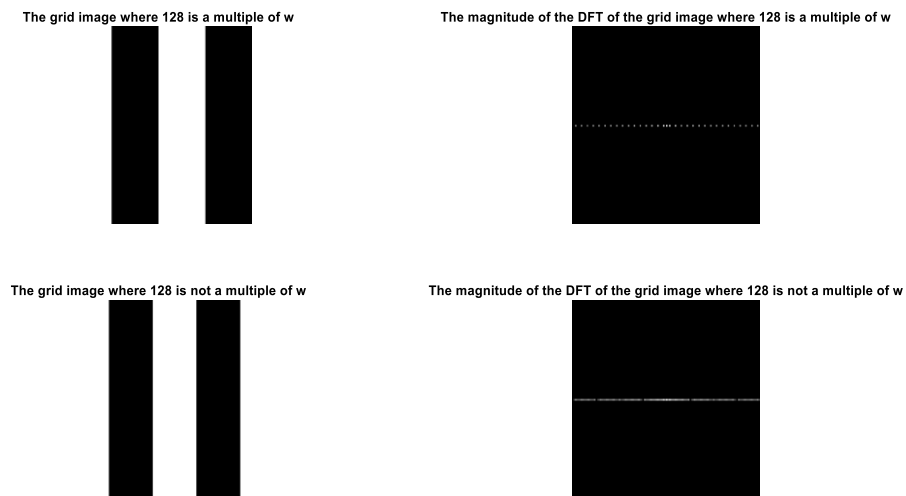 The grid image where 128 is a multiple of w
The magnitude of the DFT of the grid image where 128 is a multiple of w
The grid image where 128 is not a multiple of w
The magnitude of the DFT of the grid image where 128 is not a multiple of w